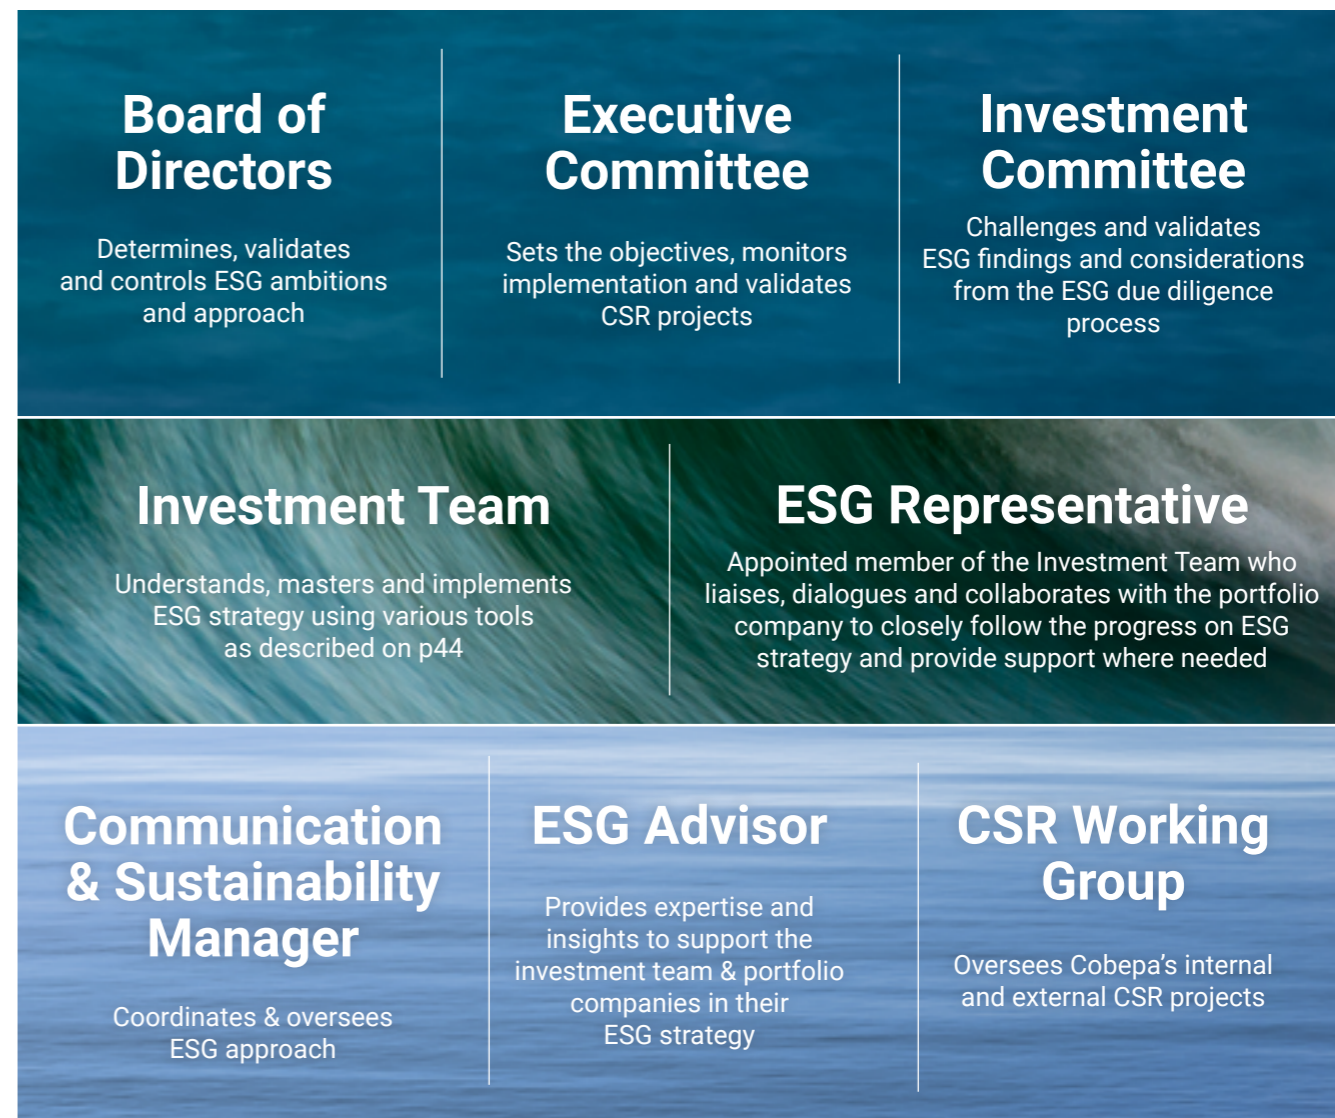 Board of
Directors
Determines, validates
and controls ESG ambitions
and approach
Executive
Committee
Sets the objectives, monitors
implementation and validates
CSR projects
Investment
Committee
Challenges and validates
ESG findings and considerations
from the ESG due diligence
process
Investment Team
Understands, masters and implements
ESG strategy using various tools
as described on p44
ESG Representative
Appointed member of the Investment Team who
liaises, dialogues and collaborates with the portfolio
company to closely follow the progress on ESG
strategy and provide support where needed
Communication
& Sustainability
Manager
Coordinates & oversees
ESG approach
ESG Advisor
Provides expertise and
insights to support the
investment team & portfolio
companies in their
ESG strategy
CSR Working
Group
Oversees Cobepa’s internal
and external CSR projects